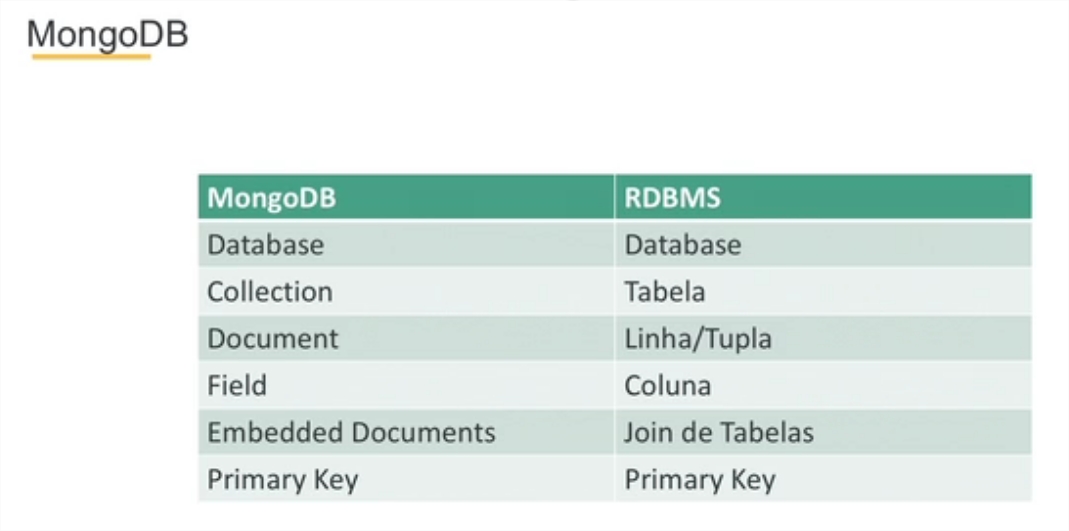 MongoDB
MongoDB RDBMS
Database Database
Collection Tabela
Document Linha/Tupla
Field Coluna
Embedded Documents Join de Tabelas
Primary Key Primary Key